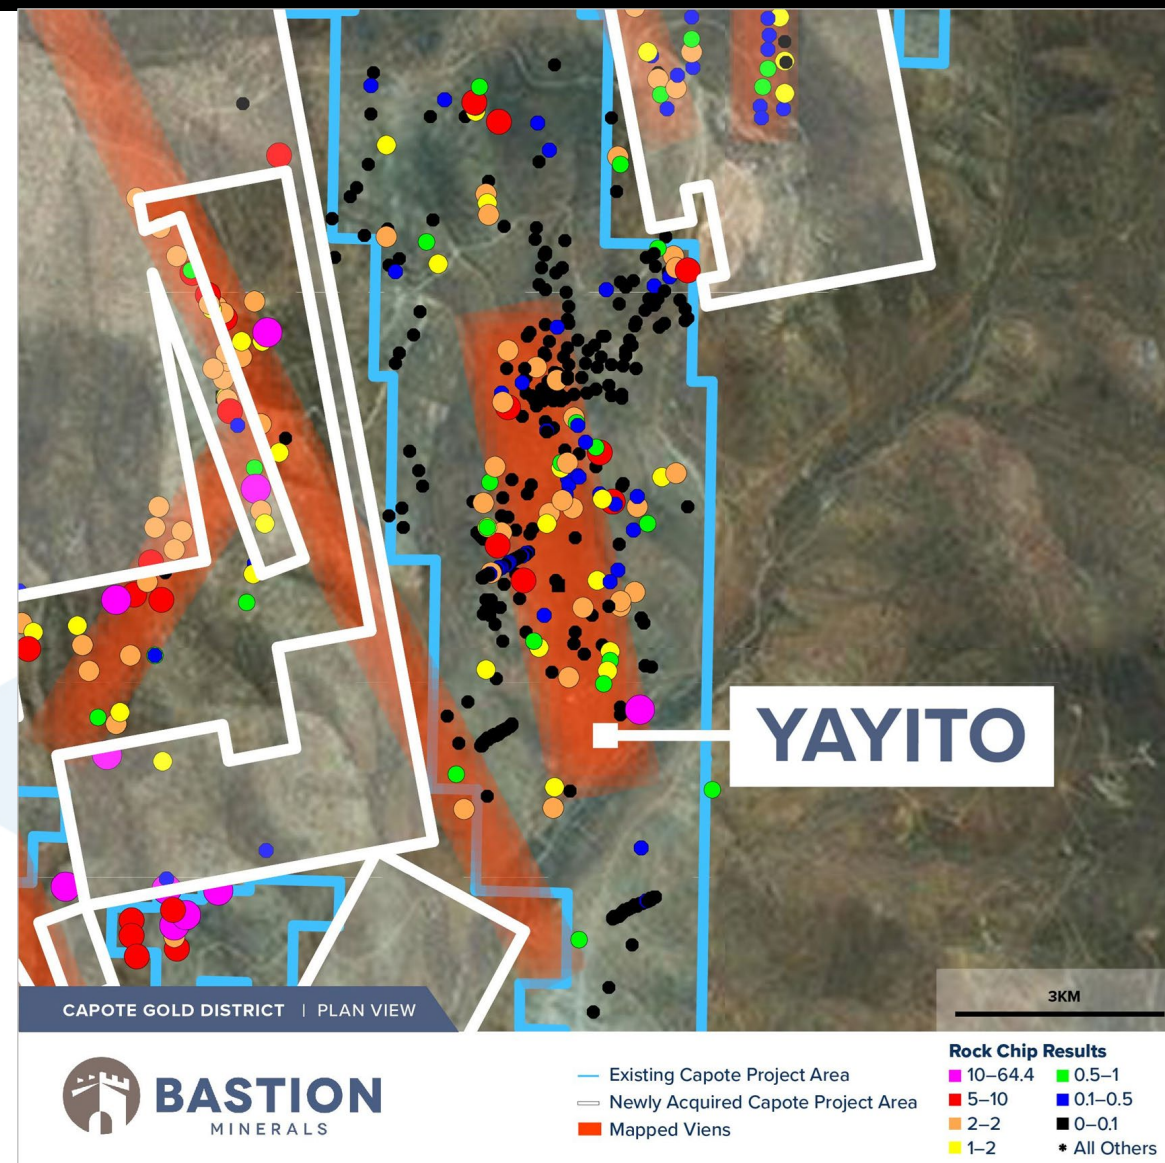 YAYITO
3KM
CAPOTE GOLD DISTRICT | PLAN VIEW
BASTION
MINERALS
Existing Capote Project Area
Newly Acquired Capote Project Area
Mapped Viens
Rock Chip Results
10–64.4
5–10
2–2
1–2
0.5–1
0.1–0.5
0–0.1
* All Others